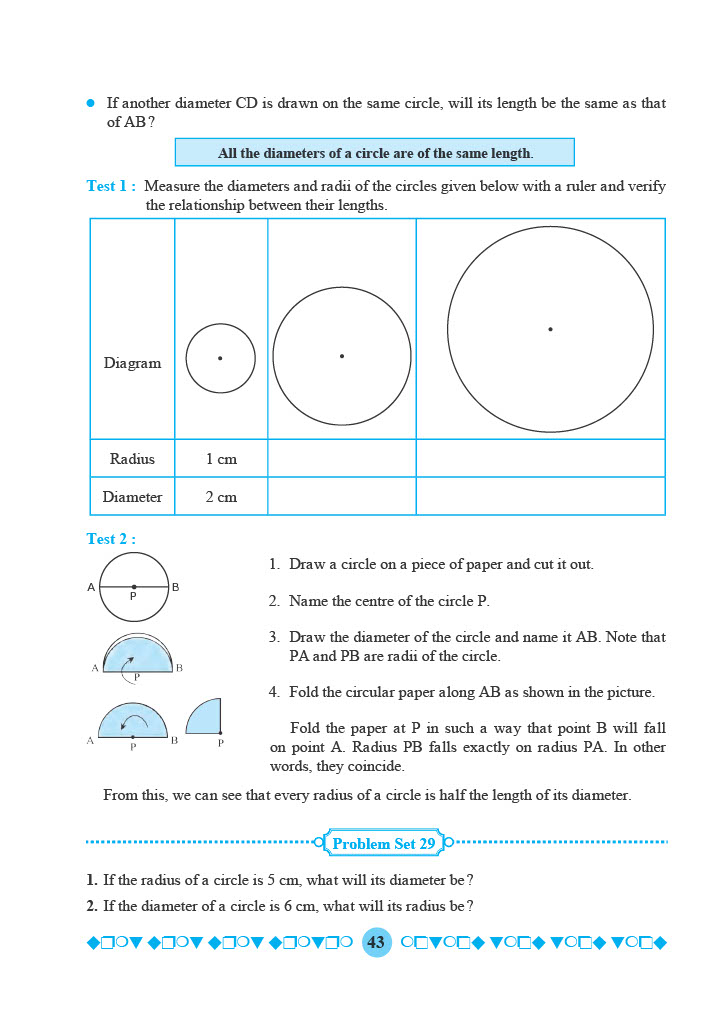 ● If another diameter CD is drawn on the same circle, will its length be the same as that
of AB?
All the diameters of a circle are of the same length.
Test 1 : Measure the diameters and radii of the circles given below with a ruler and verify
the relationship between their lengths.
Diagram
Radius 1 cm
Diameter 2 cm
Test 2 :
A P B
A P B
A P B P
1. Draw a circle on a piece of paper and cut it out.
2. Name the centre of the circle P.
3. Draw the diameter of the circle and name it AB. Note that
PA and PB are radii of the circle.
4. Fold the circular paper along AB as shown in the picture.
Fold the paper at P in such a way that point B will fall
on point A. Radius PB falls exactly on radius PA. In other
words, they coincide.
From this, we can see that every radius of a circle is half the length of its diameter.
Problem Set 29
1. If the radius of a circle is 5 cm, what will its diameter be?
2. If the diameter of a circle is 6 cm, what will its radius be?
43